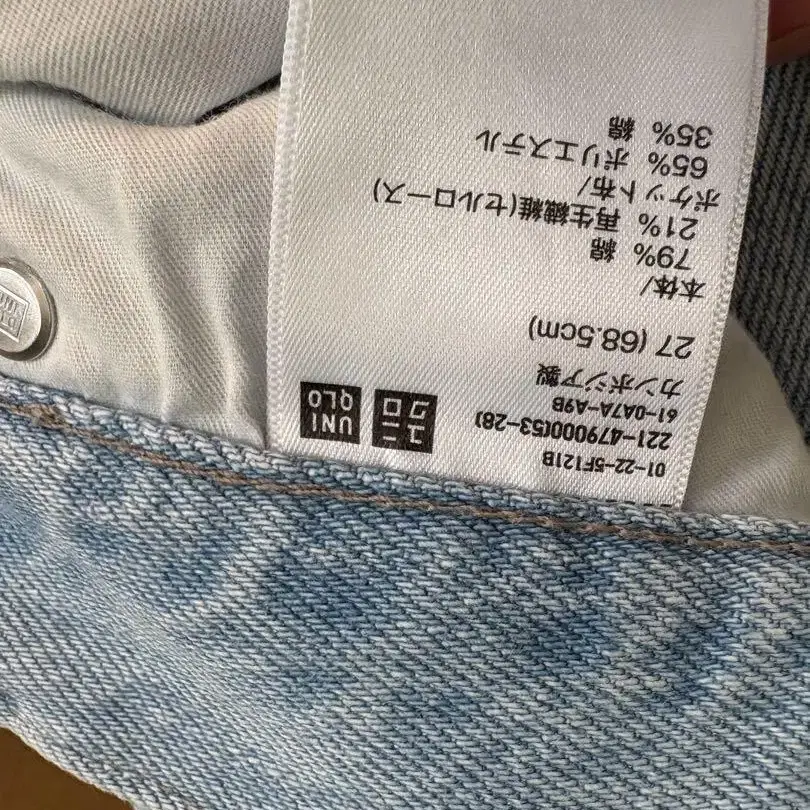 ユニ
クロ
UNI
QLO
01-22-5F121B
221-479000(53-28)
61-0A7A-A9B
カンボジア製
27 (68.5cm)
本体/
79% 綿
21% 再生繊維(セルロース)
ポケット布/
65% ポリエステル
35% 綿